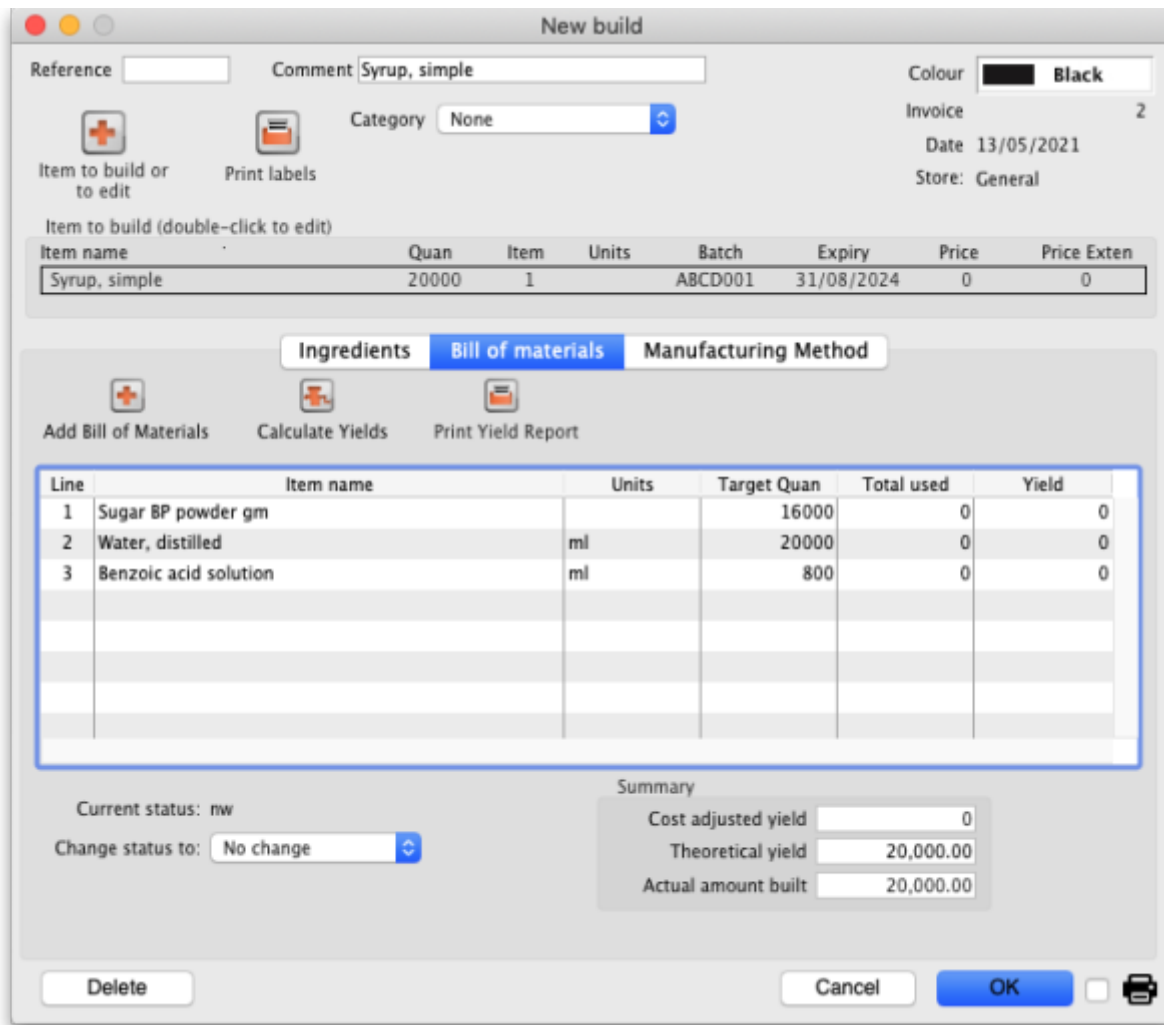 New build
Reference Comment Syrup, simple Colour Black
Category None Invoice 2
Date 13/05/2021
Item to build or to edit Print labels Store: General
Item to build (double-click to edit)
Item name Quan Item Units Batch Expiry Price Price Exten
Syrup, simple 20000 1 ABCD001 31/08/2024 0 0
Ingredients Bill of materials Manufacturing Method
Add Bill of Materials Calculate Yields Print Yield Report
Line Item name Units Target Quan Total used Yield
1 Sugar BP powder gm 16000 0 0
2 Water, distilled ml 20000 0 0
3 Benzoic acid solution ml 800 0 0
Summary
Current status: nw Cost adjusted yield 0
Change status to: No change Theoretical yield 20,000.00
Actual amount built 20,000.00
Delete Cancel OK